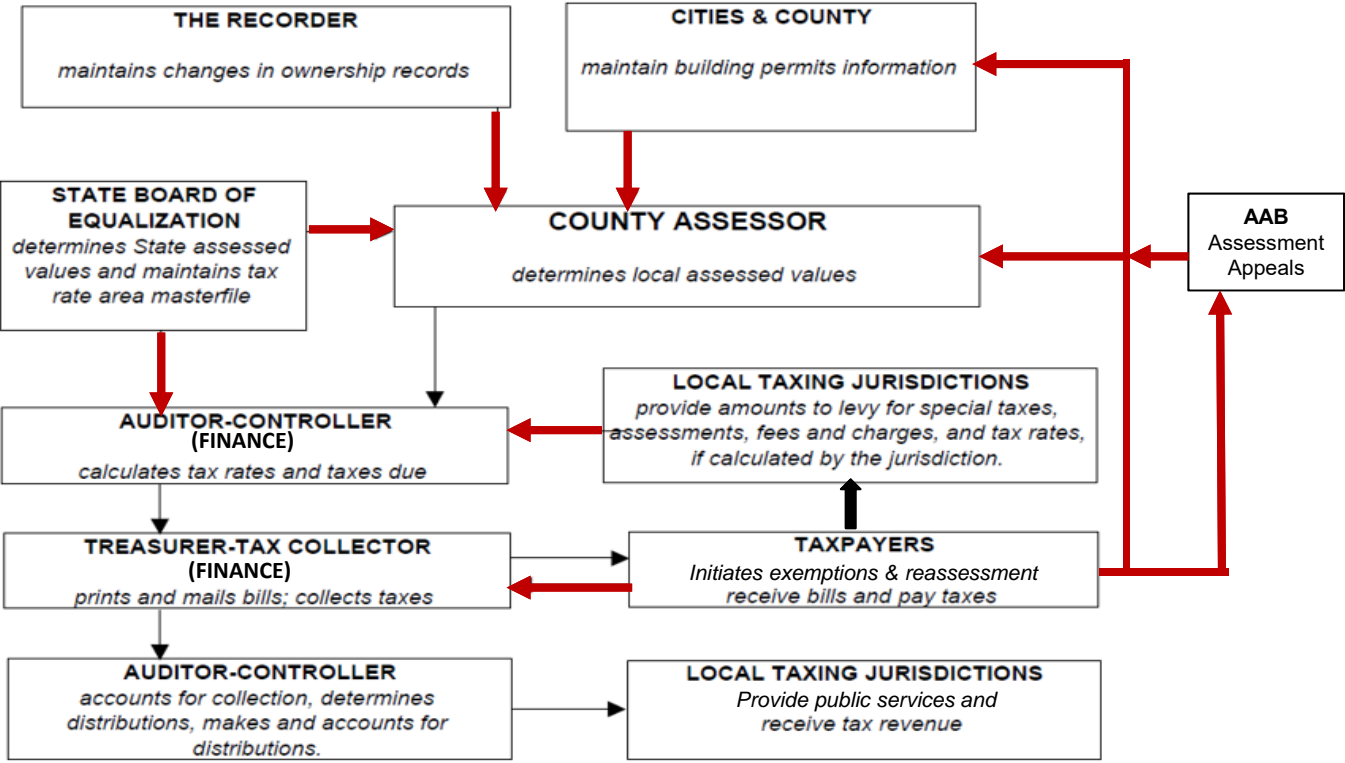 THE RECORDER
maintains changes in ownership records
CITIES & COUNTY
maintain building permits information
STATE BOARD OF
EQUALIZATION
determines State assessed
values and maintains tax
rate area masterfile
COUNTY ASSESSOR
determines local assessed values
AAB
Assessment
Appeals
AUDITOR-CONTROLLER
(FINANCE)
calculates tax rates and taxes due
LOCAL TAXING JURISDICTIONS
provide amounts to levy for special taxes,
assessments, fees and charges, and tax rates,
if calculated by the jurisdiction.
TREASURER-TAX COLLECTOR
(FINANCE)
prints and mails bills; collects taxes
TAXPAYERS
Initiates exemptions & reassessment
receive bills and pay taxes
AUDITOR-CONTROLLER
accounts for collection, determines
distributions, makes and accounts for
distributions.
LOCAL TAXING JURISDICTIONS
Provide public services and
receive tax revenue